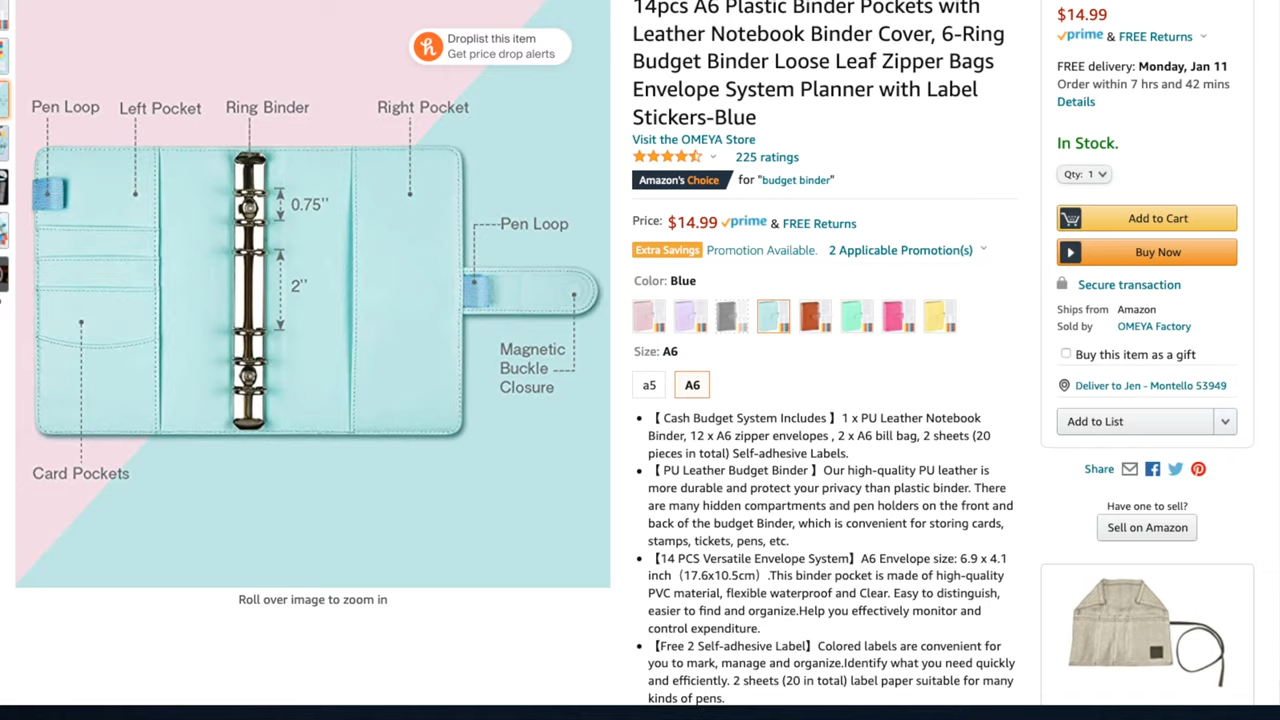 Droplist this item
Get price drop alerts
Pen Loop
Left Pocket
Ring Binder
Right Pocket
0.75"
Pen Loop
2"
Magnetic
Buckle
Closure
Card Pockets
Roll over image to zoom in
14pcs A6 Plastic Binder Pockets with
Leather Notebook Binder Cover, 6-Ring
Budget Binder Loose Leaf Zipper Bags
Envelope System Planner with Label
Stickers-Blue
Visit the OMEYA Store
225 ratings
Amazon's Choice for "budget binder"
Price: $14.99 prime & FREE Returns
Extra Savings Promotion Available. 2 Applicable Promotion(s)
Color: Blue
Size: A6
a5 A6
• 【 Cash Budget System Includes 】1 x PU Leather Notebook
Binder, 12 x A6 zipper envelopes , 2 x A6 bill bag, 2 sheets (20
pieces in total) Self-adhesive Labels.
• 【 PU Leather Budget Binder 】Our high-quality PU leather is
more durable and protect your privacy than plastic binder. There
are many hidden compartments and pen holders on the front and
back of the budget Binder, which is convenient for storing cards,
stamps, tickets, pens, etc.
• 【14 PCS Versatile Envelope System】A6 Envelope size: 6.9 x 4.1
inch（17.6x10.5cm）.This binder pocket is made of high-quality
PVC material, flexible waterproof and Clear. Easy to distinguish,
easier to find and organize.Help you effectively monitor and
control expenditure.
• 【Free 2 Self-adhesive Label】Colored labels are convenient for
you to mark, manage and organize.Identify what you need quickly
and efficiently. 2 sheets (20 in total) label paper suitable for many
kinds of pens.
$14.99
prime & FREE Returns
FREE delivery: Monday, Jan 11
Order within 7 hrs and 42 mins
Details
In Stock.
Qty: 1
Add to Cart
Buy Now
Secure transaction
Ships from Amazon
Sold by OMEYA Factory
Buy this item as a gift
Deliver to Jen - Montello 53949
Add to List
Share
Have one to sell?
Sell on Amazon